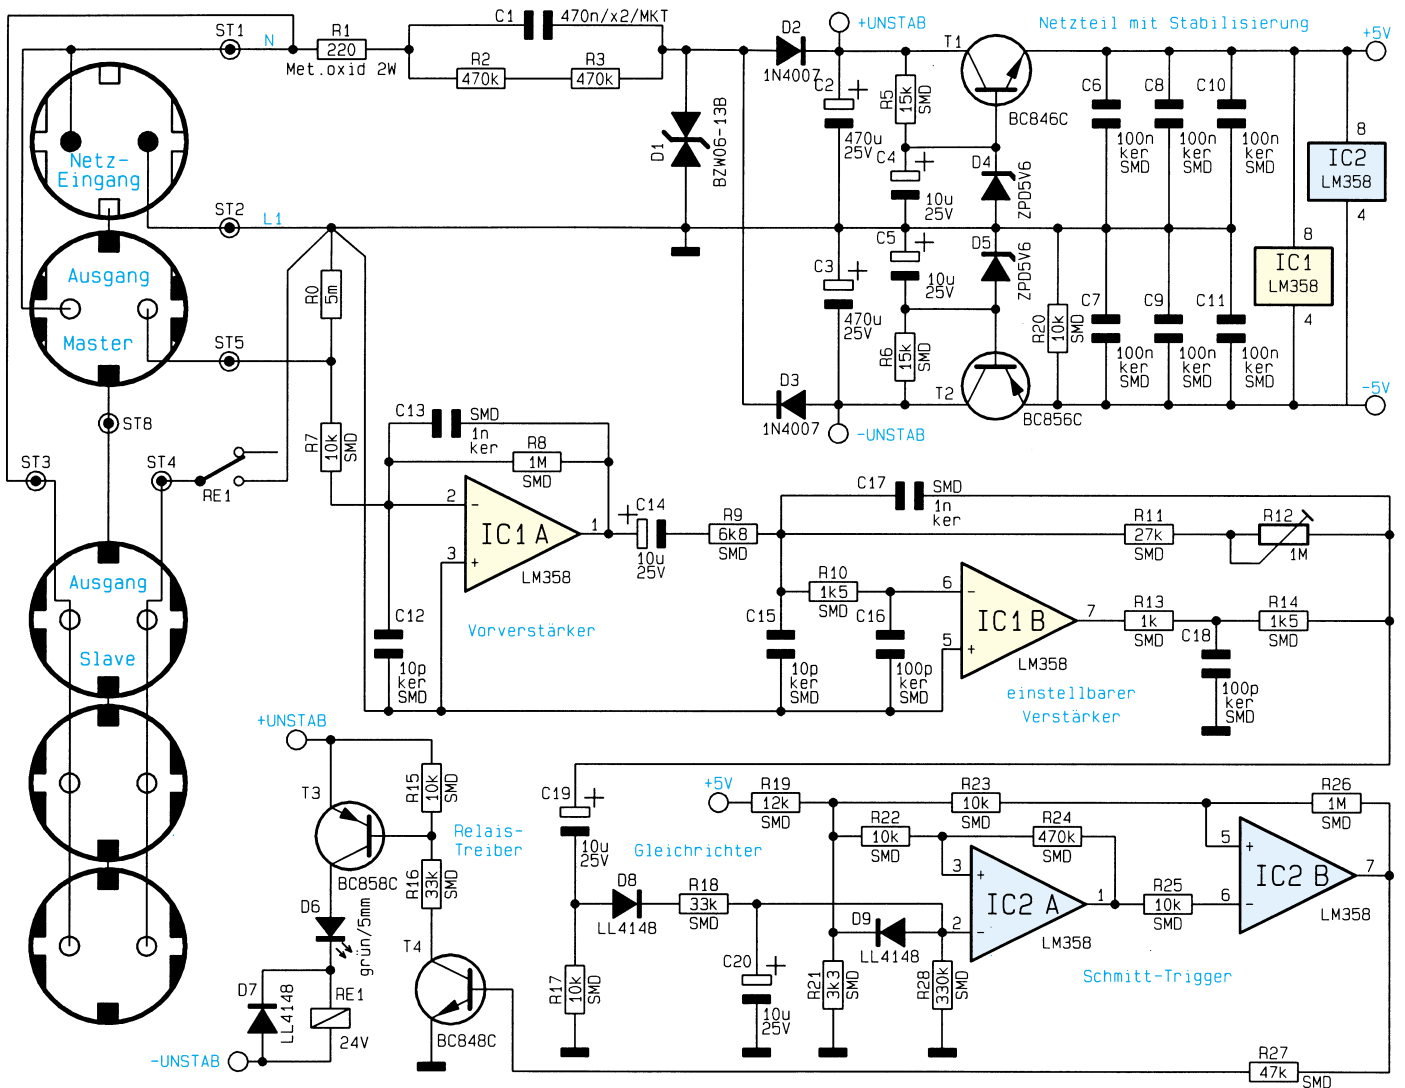 ST1
N
R1
220
Met.oxid 2W
C1
470n/x2/MKT
R2
470k
R3
470k
D2
1N4007
+UNSTAB
T1
Netzteil mit Stabilisierung
+5V
C2
470u
25V
R5
15k
SMD
BC846C
C6
100n
ker
SMD
C8
100n
ker
SMD
C10
100n
ker
SMD
8
IC2
LM358
4
D1
BZW06-13B
C4
10u
25V
D4
ZPD5V6
Netz-
Eingang
ST2
L1
C5
10u
25V
D5
ZPD5V6
8
IC1
LM358
4
Ausgang
Master
R0
5m
C3
470u
25V
R6
15k
SMD
R20
10k
SMD
C7
100n
ker
SMD
C9
100n
ker
SMD
C11
100n
ker
SMD
ST5
D3
1N4007
T2
BC856C
-5V
-UNSTAB
ST8
C13
SMD
1n
ker
R7
10k
SMD
R8
1M
SMD
ST3
ST4
RE1
C17
SMD
1n
ker
2
-
IC1A
1
3
+
LM358
C14
10u
25V
R9
6k8
SMD
R11
27k
SMD
R12
1M
R10
1k5
SMD
C15
10p
ker
SMD
C16
100p
ker
SMD
6
-
IC1B
7
5
+
LM358
R13
1k
SMD
C18
100p
ker
SMD
R14
1k5
SMD
Ausgang
Slave
C12
10p
ker
SMD
Vorverstärker
einstellbarer
Verstärker
+UNSTAB
T3
R15
10k
SMD
BC858C
Relais-
Treiber
R16
33k
SMD
C19
10u
25V
+5V
R19
12k
SMD
R23
10k
SMD
R26
1M
SMD
R22
10k
SMD
R24
470k
SMD
Gleichrichter
D8
LL4148
R18
33k
SMD
3
+
IC2 A
1
2
-
LM358
R25
10k
SMD
5
+
IC2 B
7
6
-
LM358
D6
grün/5mm
T4
BC848C
R17
10k
SMD
C20
10u
25V
D9
LL4148
R21
3k3
SMD
R28
330k
SMD
Schmitt-Trigger
D7
LL4148
RE1
24V
-UNSTAB
R27
47k
SMD